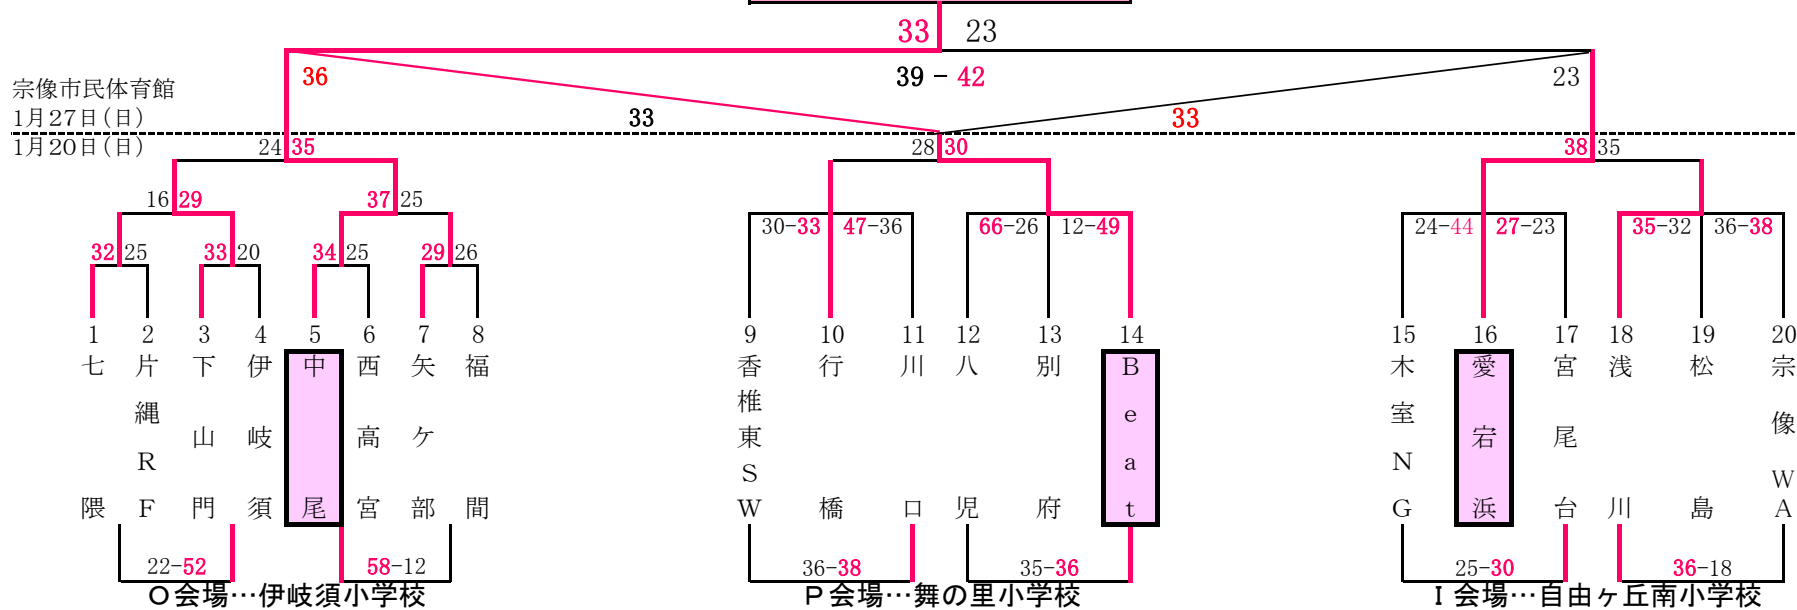 33 23
36 39－42 23
宗像市民体育館
1月27日(日) 33 33
1月20日(日) 24 35 28 30 38 35
16 29 37 25
30-33 47-36 66-26 12-49 24-44 27-23 35-32 36-38
32 25 33 20 34 25 29 26
1 2 3 4 5 6 7 8 9 10 11 12 13 14 15 16 17 18 19 20
七隈
片縄RF
下山門
伊岐須
中尾
西高宮
矢ケ部
福間
香椎東SW
行橋
川口
八児
別府
Beat
木室NG
愛宕浜
宮尾台
浅川
松島
宗像WA
22-52 58-12 36-38 35-36 25-30 36-18
O会場…伊岐須小学校 P会場…舞の里小学校 I会場…自由ヶ丘南小学校